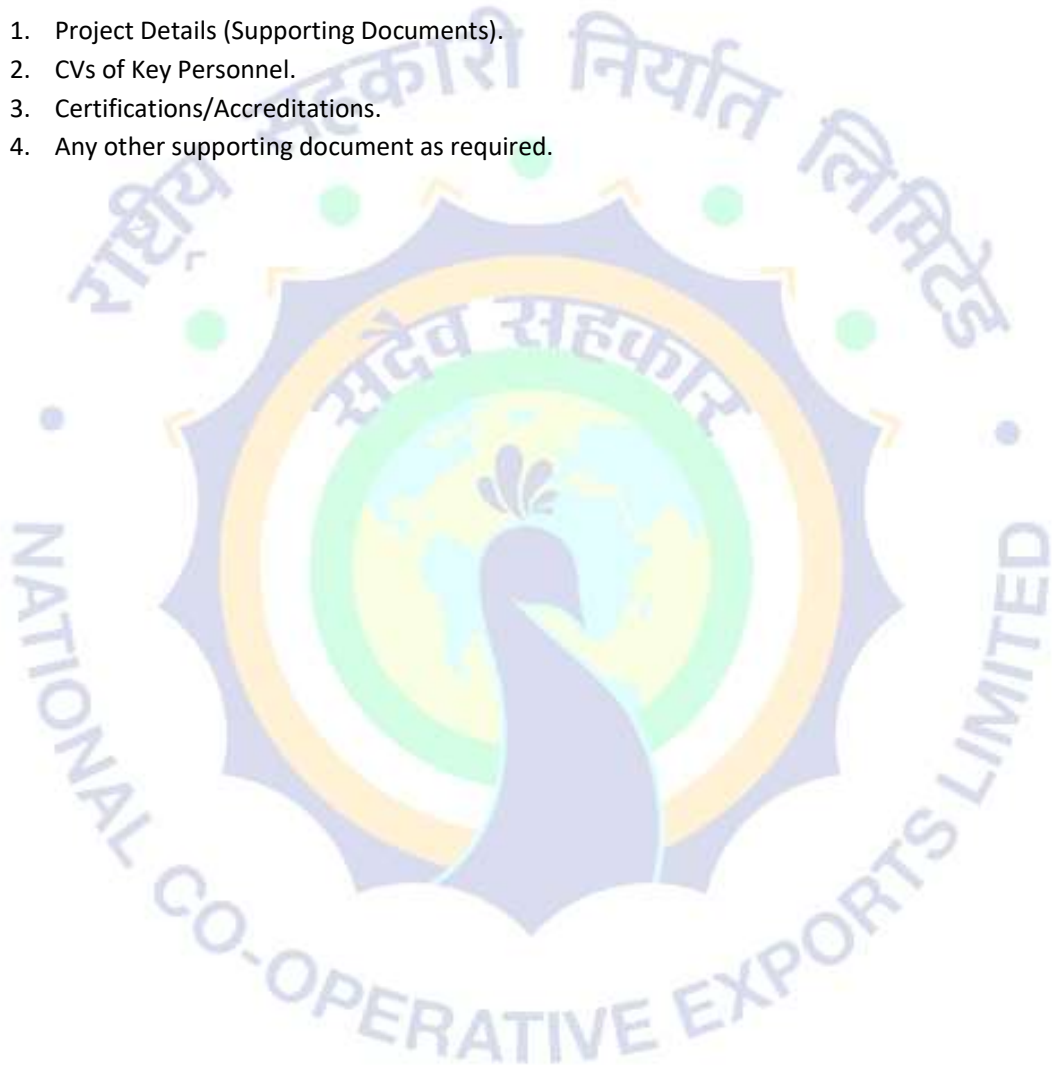 1. Project Details (Supporting Documents).
2. CVs of Key Personnel.
3. Certifications/Accreditations.
4. Any other supporting document as required.
राष्ट्रीय सहकारी निर्यात लिमिटेड
सदैव सहकार
NATIONAL CO-OPERATIVE EXPORTS LIMITED